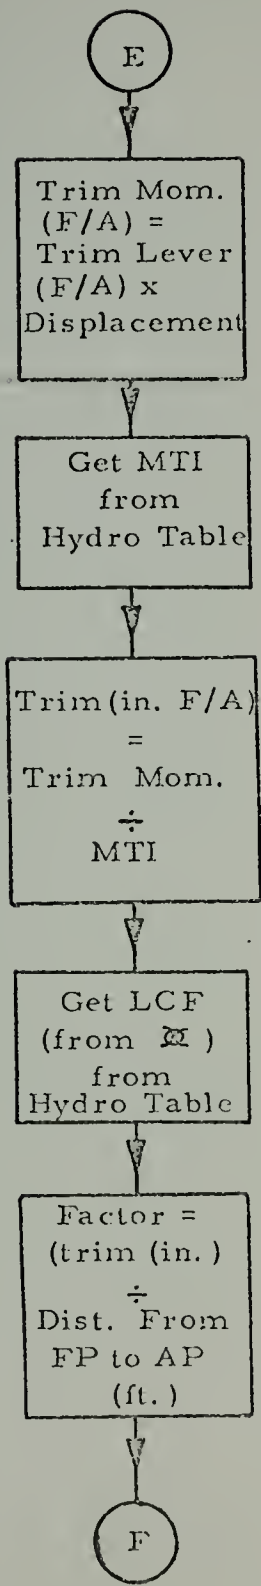 E
Trim Mom.
(F/A) =
Trim Lever
(F/A) x
Displacement
Get MTI
from
Hydro Table
Trim (in. F/A)
=
Trim Mom.
÷
MTI
Get LCF
(from )
from
Hydro Table
Factor =
(trim (in. )
÷
Dist. From
FP to AP
(ft. )
F